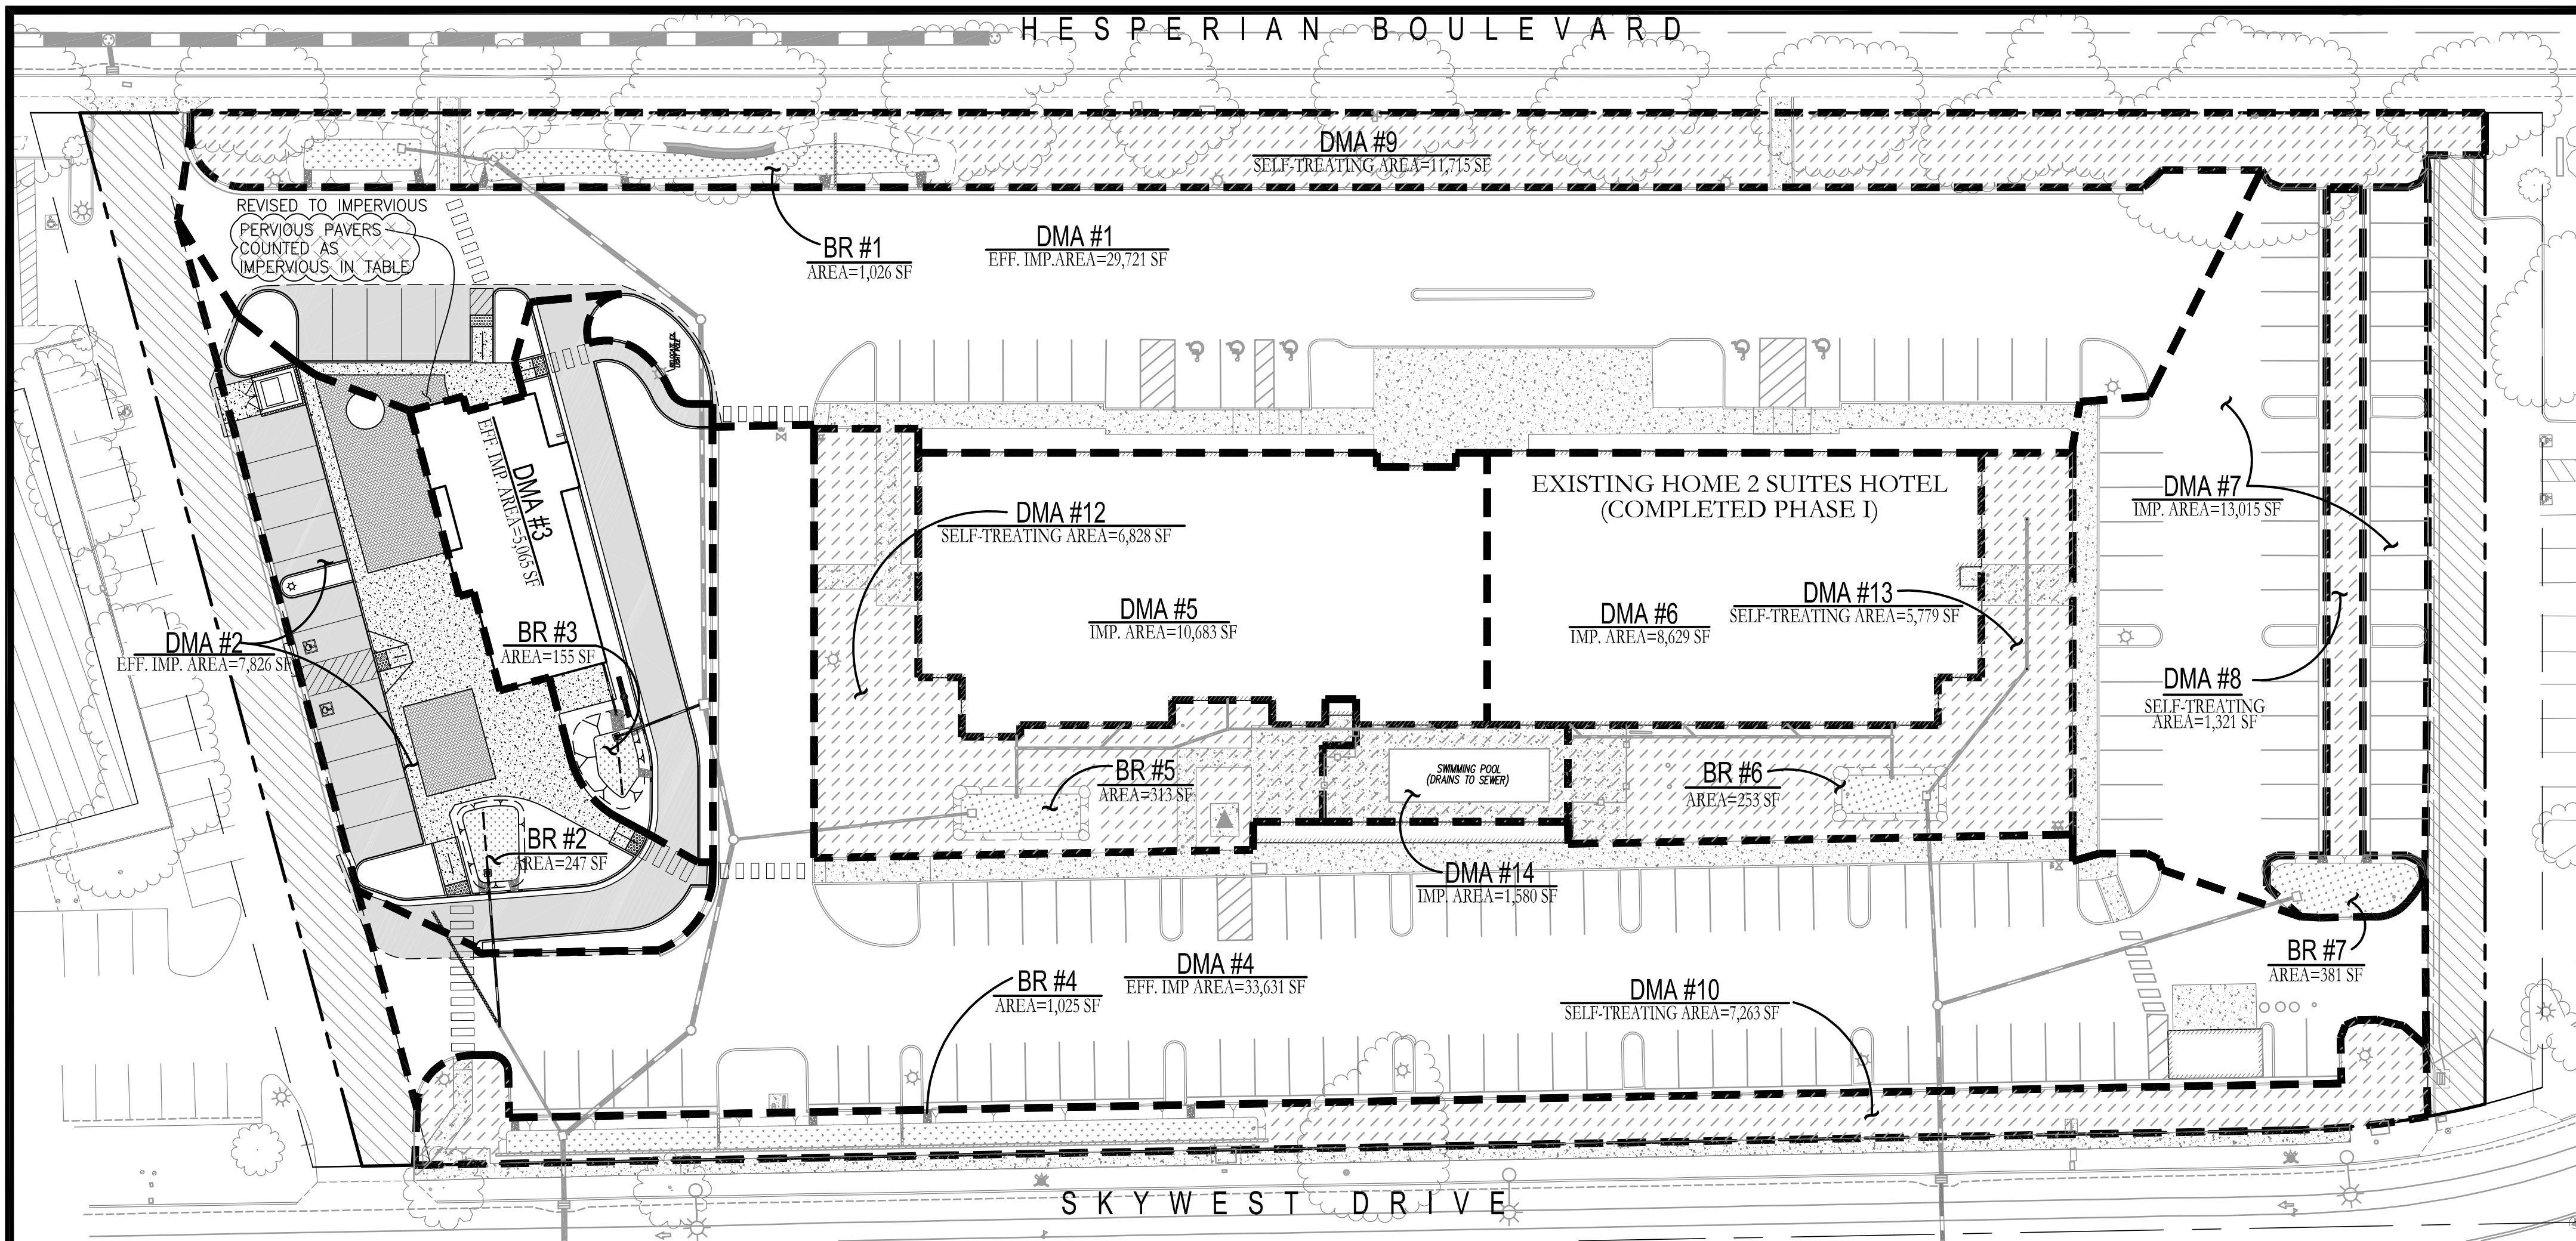 HESPERIAN BOULEVARD
DMA #9
SELF-TREATING AREA=11,715 SF
REVISED TO IMPERVIOUS
PERVIOUS PAVERS
COUNTED AS
IMPERVIOUS IN TABLE
BR #1
AREA=1,026 SF
DMA #1
EFF. IMP.AREA=29,721 SF
DMA #3
EFF. IMP. AREA=5,065 SF
EXISTING HOME 2 SUITES HOTEL
(COMPLETED PHASE I)
DMA #7
IMP. AREA=13,015 SF
DMA #12
SELF-TREATING AREA=6,828 SF
DMA #5
IMP. AREA=10,683 SF
DMA #6
IMP. AREA=8,629 SF
DMA #13
SELF-TREATING AREA=5,779 SF
DMA #2
EFF. IMP. AREA=7,826 SF
BR #3
AREA=155 SF
DMA #8
SELF-TREATING
AREA=1,321 SF
BR #5
AREA=313 SF
SWIMMING POOL
(DRAINS TO SEWER)
BR #6
AREA=253 SF
BR #2
AREA=247 SF
DMA #14
IMP. AREA=1,580 SF
BR #4
AREA=1,025 SF
DMA #4
EFF. IMP AREA=33,631 SF
DMA #10
SELF-TREATING AREA=7,263 SF
BR #7
AREA=381 SF
SKYWEST DRIVE